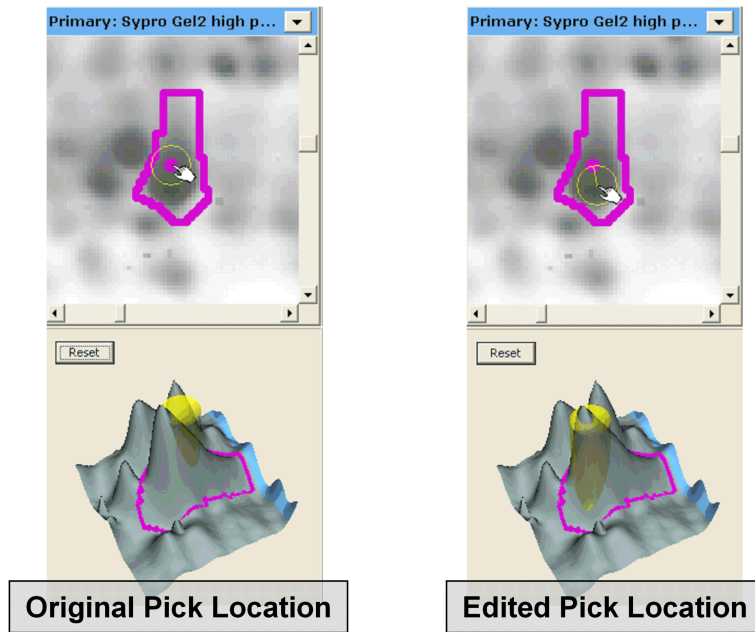 Primary: Sypro Gel2 high p...
Primary: Sypro Gel2 high p...
Reset
Reset
Original Pick Location
Edited Pick Location